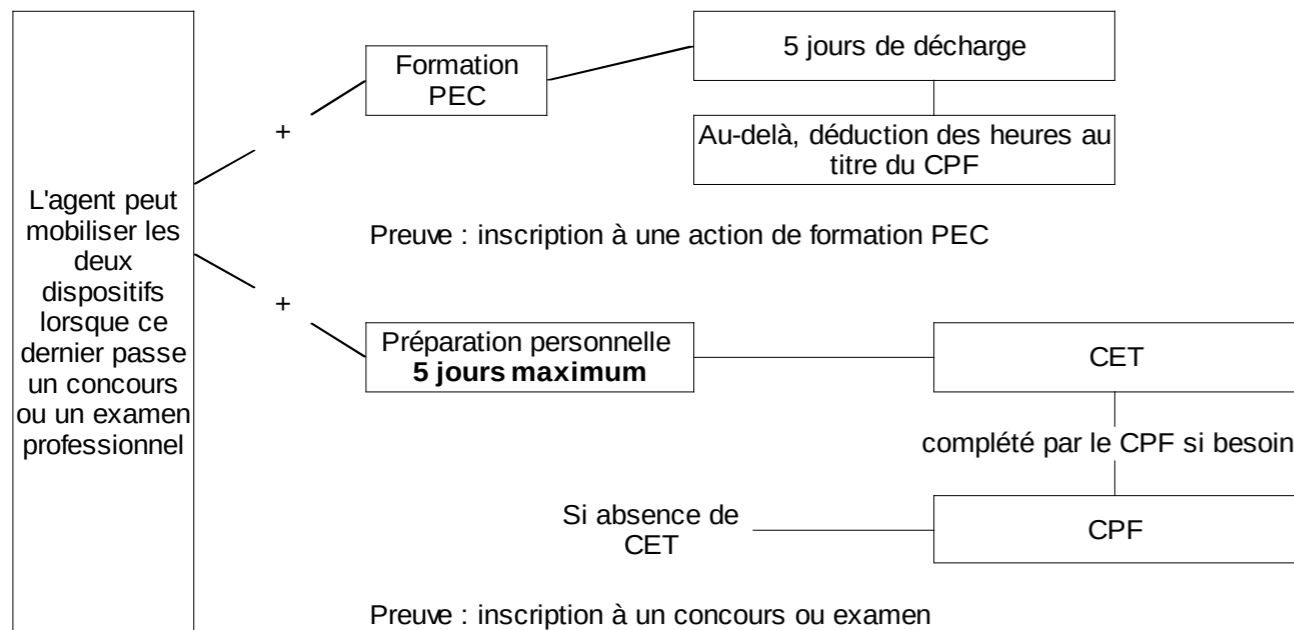 L'agent peut
mobiliser les
deux
dispositifs
lorsque ce
dernier passe
un concours
ou un examen
professionnel
+
Formation
PEC
5 jours de décharge
Au-delà, déduction des heures au
titre du CPF
Preuve : inscription à une action de formation PEC
+
Préparation personnelle
5 jours maximum
CET
complété par le CPF si besoin
Si absence de
CET
CPF
Preuve : inscription à un concours ou examen